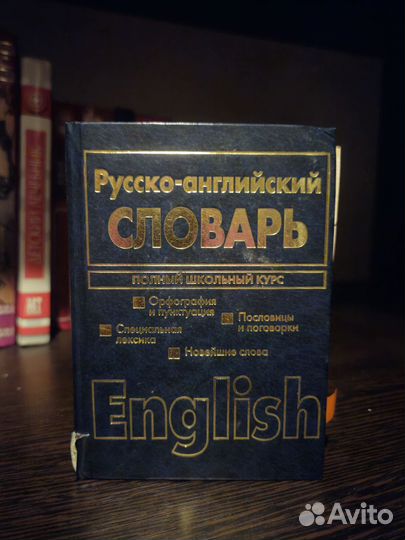 Русско-английский
СЛОВАРЬ
ПОЛНЫЙ ШКОЛЬНЫЙ КУРС
Орфография
и пунктуация
Пословицы
и поговорки
Специальная
лексика
Новейшие слова
English
Avito